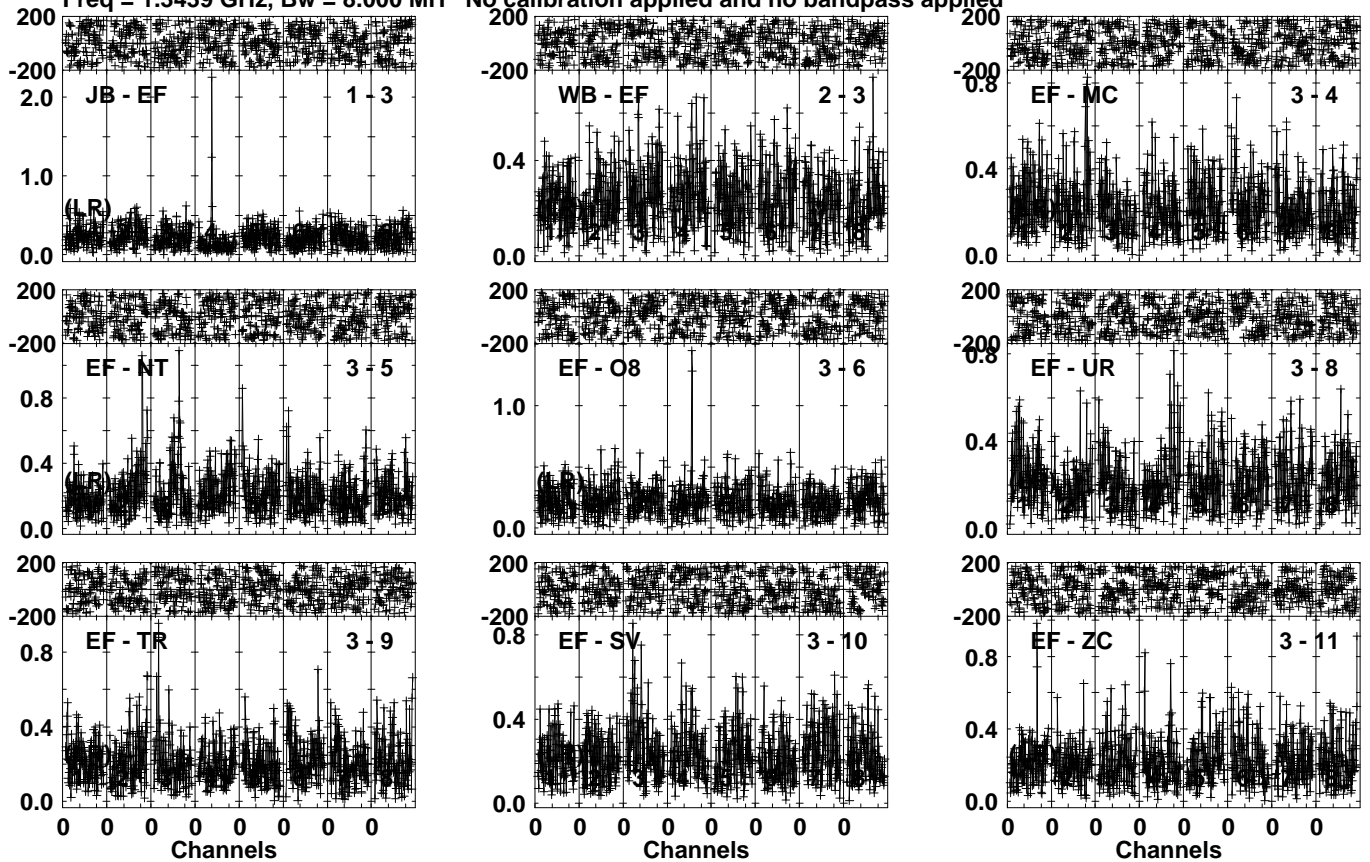 Freq = 1.5459 GHz, Bw = 8.000 MH No calibration applied and no bandpass applied
200 200 200
-200 -200 -200
JB - EF 1 - 3 WB - EF 2 - 3 EF - MC 3 - 4
2.0 1.0 0.0
(LR)
0.4 0.0
0.8 0.4 0.0
200 200 200
-200 -200 -200
EF - NT 3 - 5 EF - O8 3 - 6 EF - UR 3 - 8
0.8 0.4 0.0
(LR)
1.0 0.0
(LR)
0.8 0.4 0.0
200 200 200
-200 -200 -200
EF - TR 3 - 9 EF - SV 3 - 10 EF - ZC 3 - 11
0.8 0.4 0.0
0.8 0.4 0.0
0.8 0.4 0.0
0 0 0 0 0 0 0 0 0 0 0 0 0 0 0 0 0 0 0 0 0 0 0 0
Channels Channels Channels